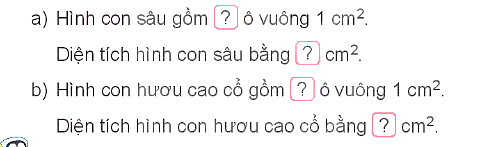 a) Hình con sâu gồm ? ô vuông 1 cm².
Diện tích hình con sâu bằng ? cm².
b) Hình con hươu cao cổ gồm ? ô vuông 1 cm².
Diện tích hình con hươu cao cổ bằng ? cm².